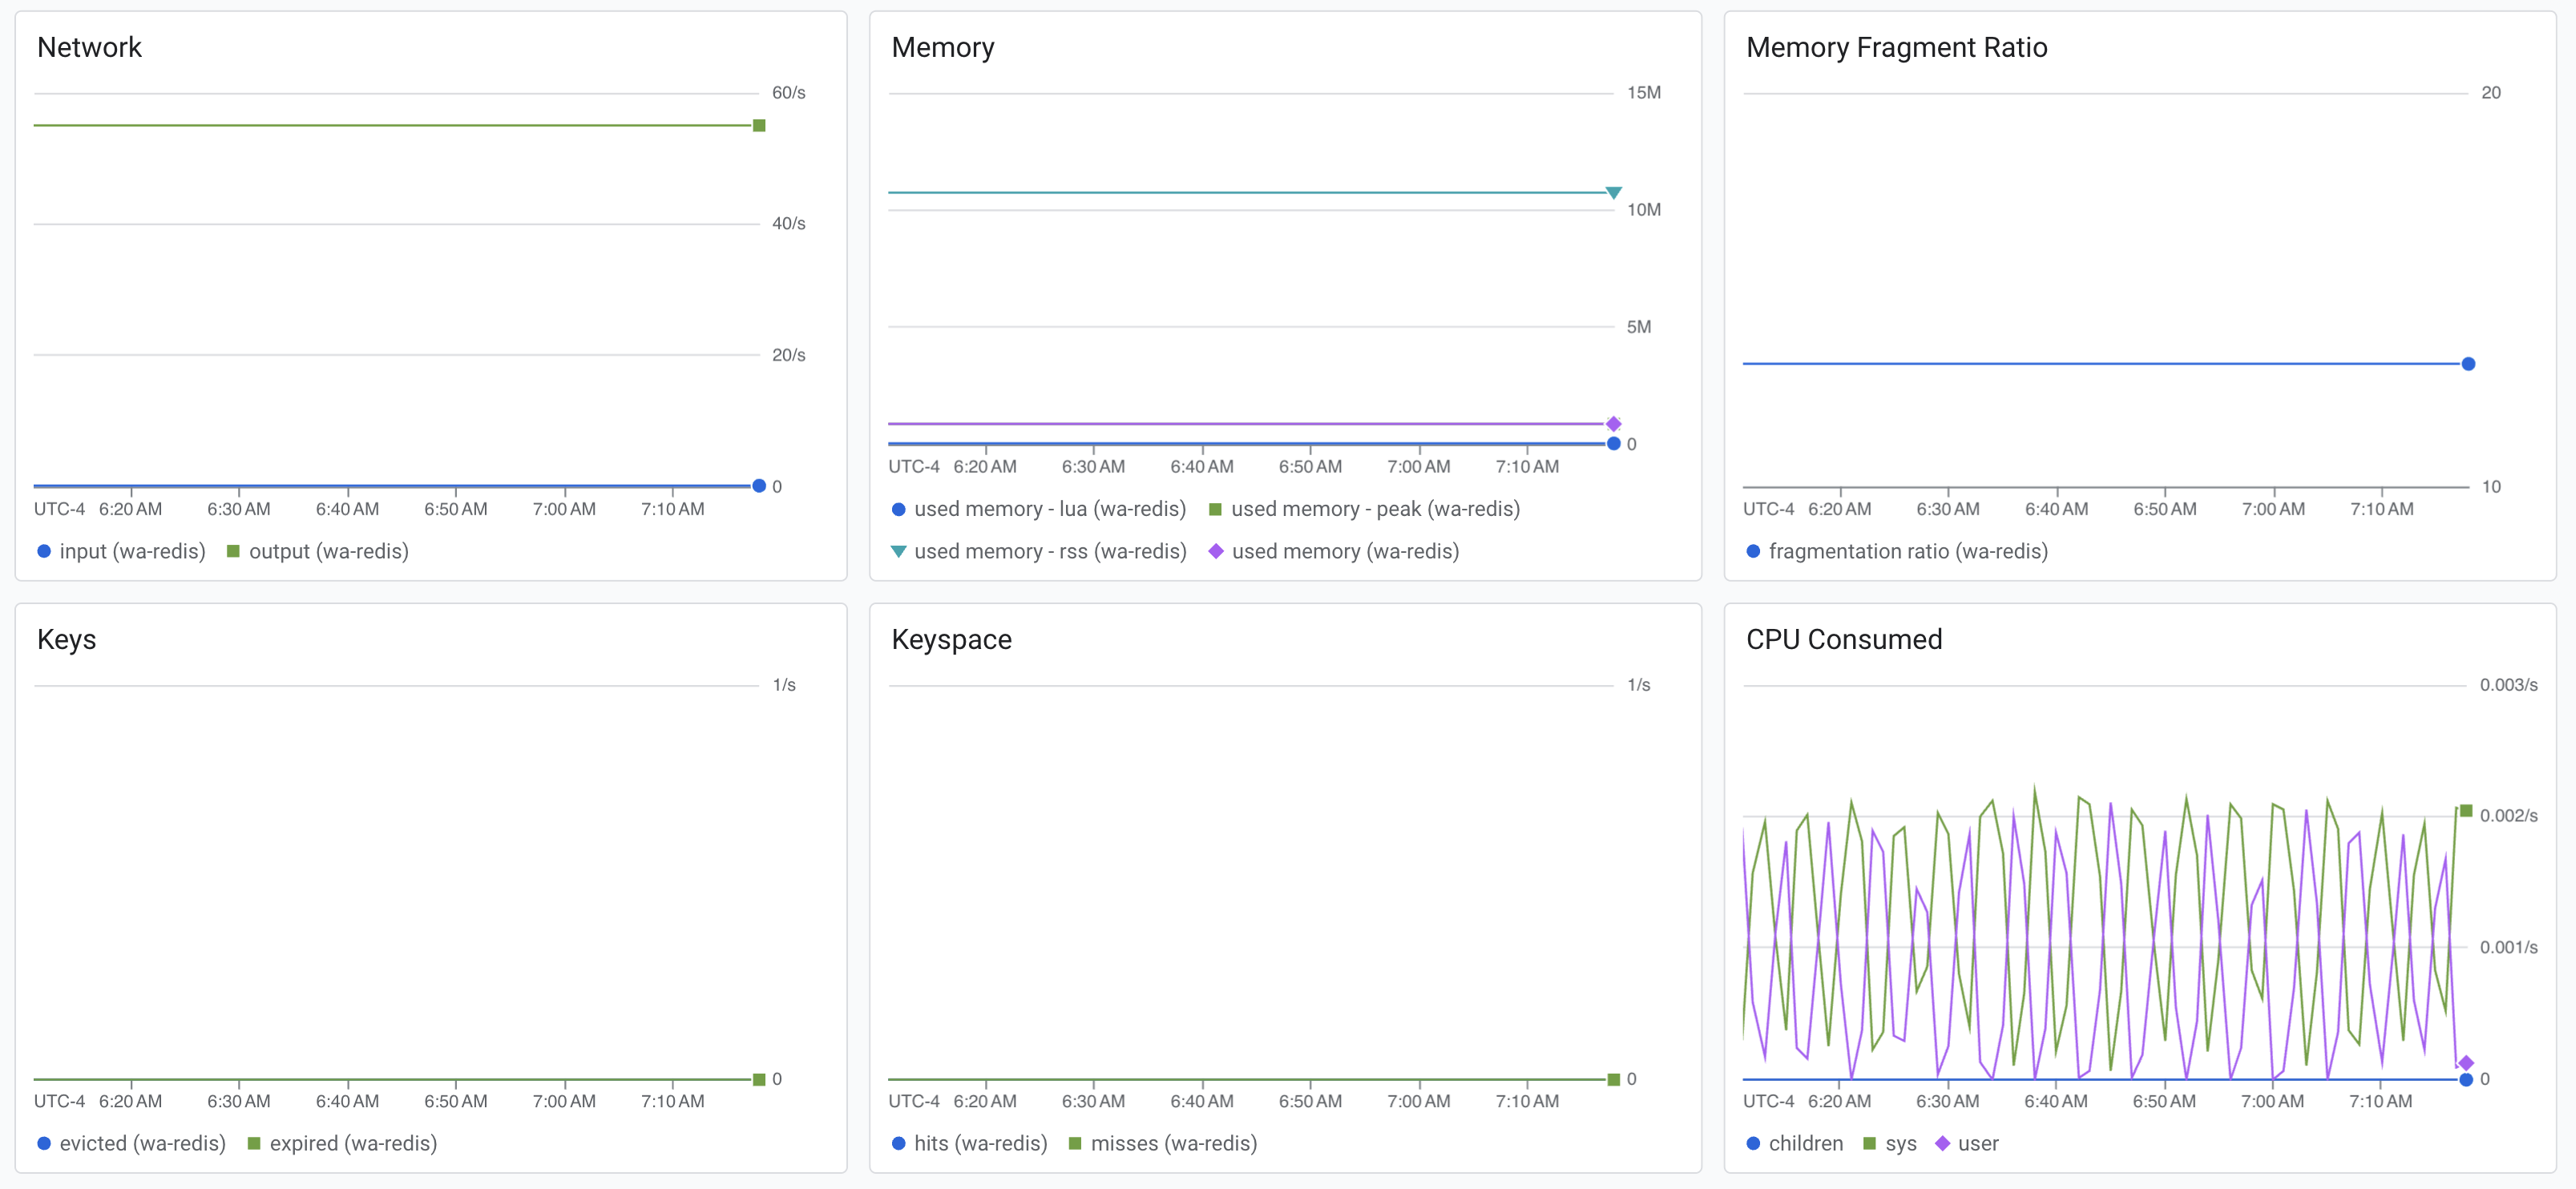 Network
60/s
40/s
20/s
0
UTC-4 6:20 AM 6:30 AM 6:40 AM 6:50 AM 7:00 AM 7:10 AM
input (wa-redis) output (wa-redis)
Memory
15M
10M
5M
0
UTC-4 6:20 AM 6:30 AM 6:40 AM 6:50 AM 7:00 AM 7:10 AM
used memory - lua (wa-redis) used memory - peak (wa-redis)
used memory - rss (wa-redis) used memory (wa-redis)
Memory Fragment Ratio
20
10
UTC-4 6:20 AM 6:30 AM 6:40 AM 6:50 AM 7:00 AM 7:10 AM
fragmentation ratio (wa-redis)
Keys
1/s
0
UTC-4 6:20 AM 6:30 AM 6:40 AM 6:50 AM 7:00 AM 7:10 AM
evicted (wa-redis) expired (wa-redis)
Keyspace
1/s
0
UTC-4 6:20 AM 6:30 AM 6:40 AM 6:50 AM 7:00 AM 7:10 AM
hits (wa-redis) misses (wa-redis)
CPU Consumed
0.003/s
0.002/s
0.001/s
0
UTC-4 6:20 AM 6:30 AM 6:40 AM 6:50 AM 7:00 AM 7:10 AM
children sys user